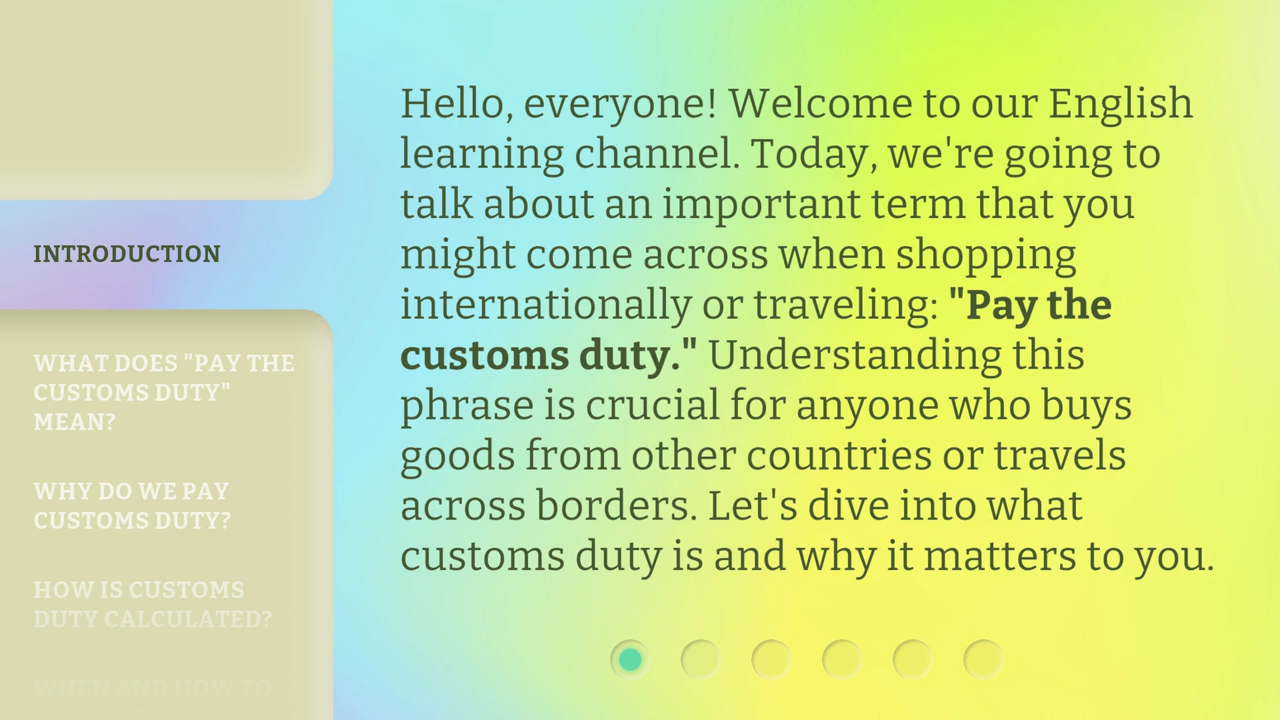 INTRODUCTION
WHAT DOES "PAY THE
CUSTOMS DUTY"
MEAN?
WHY DO WE PAY
CUSTOMS DUTY?
HOW IS CUSTOMS
DUTY CALCULATED?
WHEN AND HOW TO
Hello, everyone! Welcome to our English
learning channel. Today, we're going to
talk about an important term that you
might come across when shopping
internationally or traveling: "Pay the
customs duty." Understanding this
phrase is crucial for anyone who buys
goods from other countries or travels
across borders. Let's dive into what
customs duty is and why it matters to you.